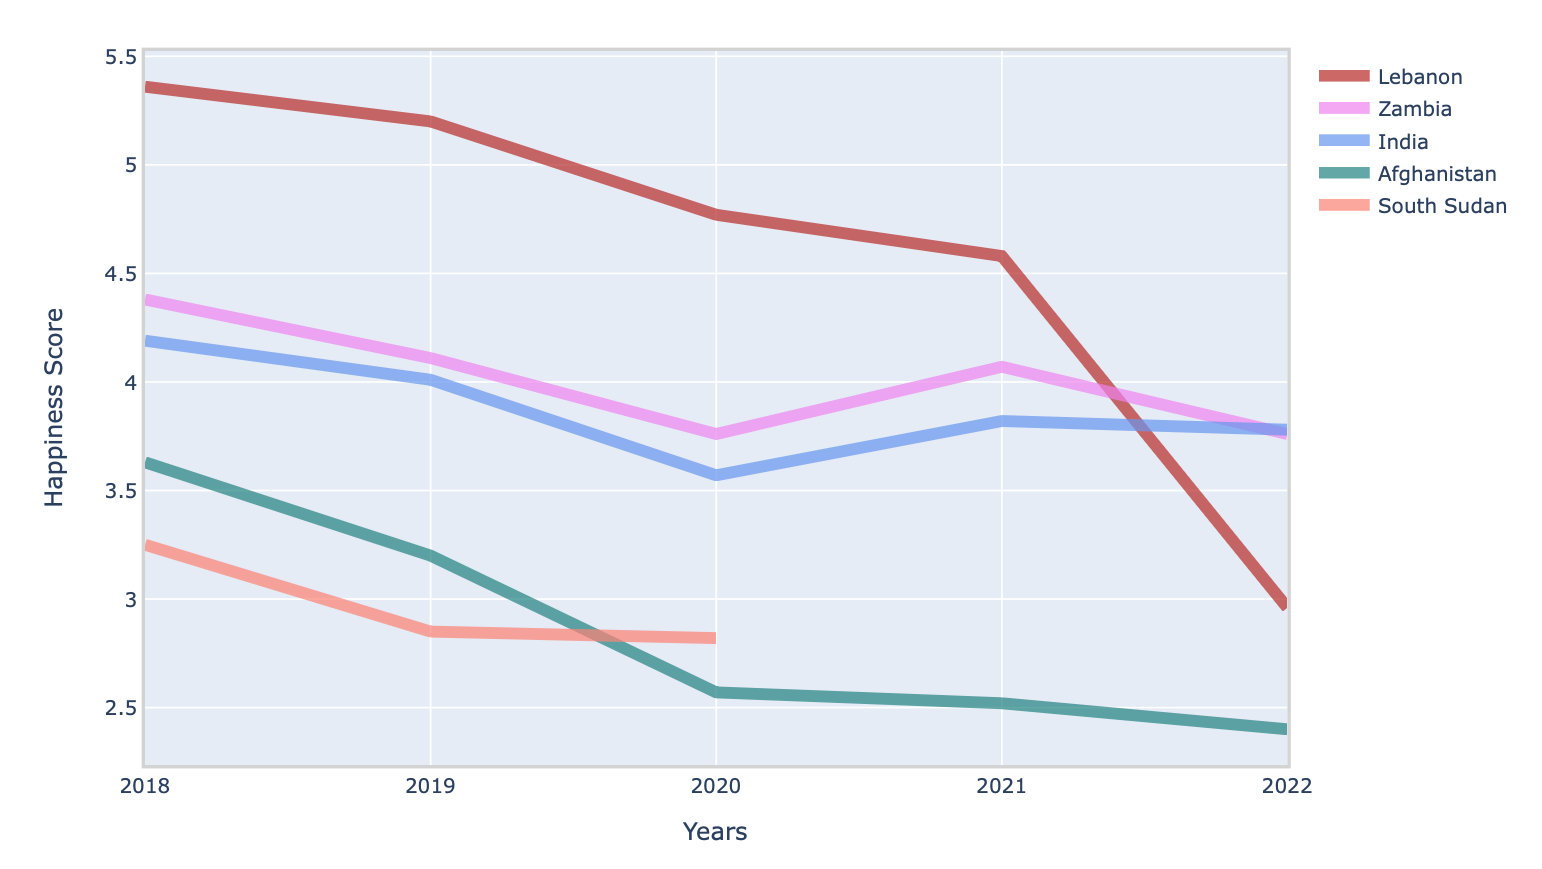 5.5
5
4.5
4
3.5
3
2.5
Happiness Score
2018 2019 2020 2021 2022
Years
Lebanon
Zambia
India
Afghanistan
South Sudan